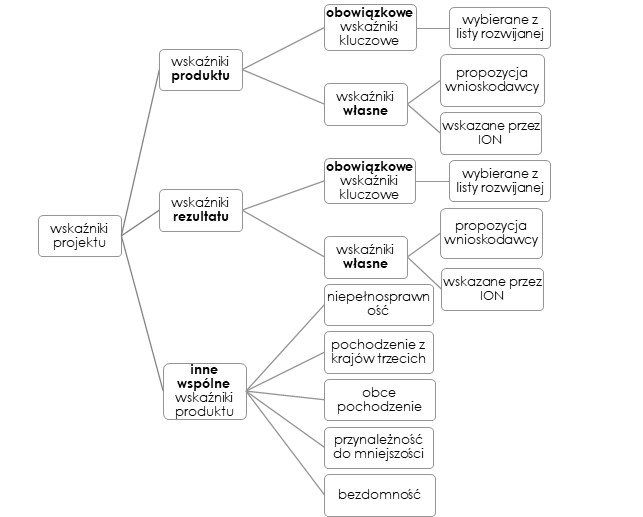 wskaźniki
projektu
wskaźniki
produktu
obowiązkowe
wskaźniki
kluczowe
wybierane z
listy rozwijanej
wskaźniki
własne
propozycja
wnioskodawcy
wskazane przez
ION
wskaźniki
rezultatu
obowiązkowe
wskaźniki
kluczowe
wybierane z
listy rozwijanej
wskaźniki
własne
propozycja
wnioskodawcy
wskazane przez
ION
inne
wspólne
wskaźniki
produktu
niepełnosprawn
ość
pochodzenie z
krajów trzecich
obce
pochodzenie
przynależność
do mniejszości
bezdomność